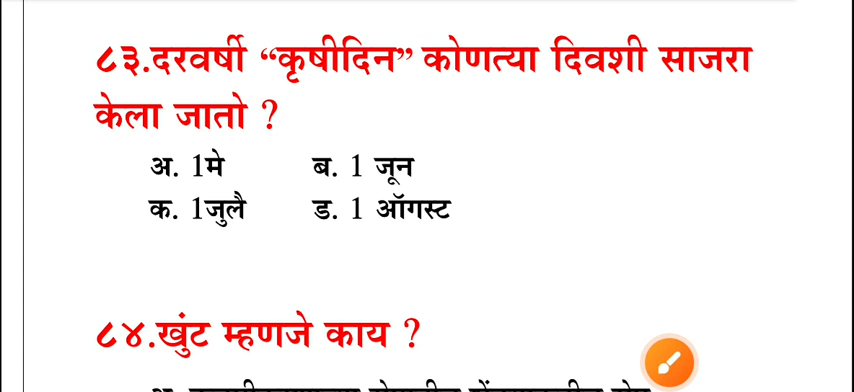 ८३.दरवर्षी “कृषीदिन” कोणत्या दिवशी साजरा
केला जातो ?
अ. 1मे ब. 1 जून
क. 1जुलै ड. 1 ऑगस्ट
८४.खुंट म्हणजे काय ?